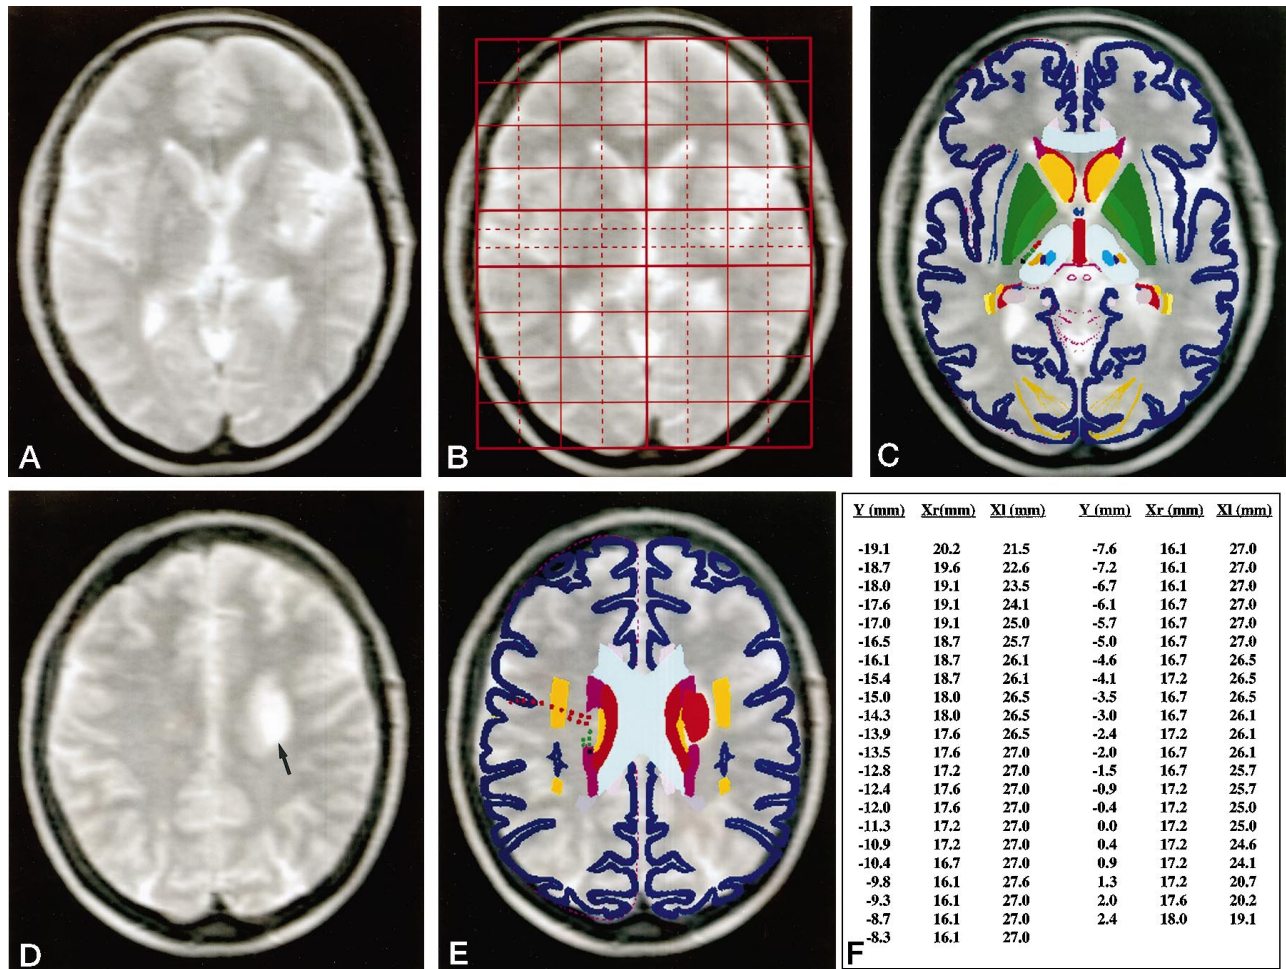 A
B
C
D
E
Y (mm) Xr(mm) Xl (mm) Y (mm) Xr (mm) Xl (mm)
-19.1 20.2 21.5 -7.6 16.1 27.0
-18.7 19.6 22.6 -7.2 16.1 27.0
-18.0 19.1 23.5 -6.7 16.1 27.0
-17.6 19.1 24.1 -6.1 16.7 27.0
-17.0 19.1 25.0 -5.7 16.7 27.0
-16.5 18.7 25.7 -5.0 16.7 27.0
-16.1 18.7 26.1 -4.6 16.7 26.5
-15.4 18.7 26.1 -4.1 17.2 26.5
-15.0 18.0 26.5 -3.5 16.7 26.5
-14.3 18.0 26.5 -3.0 16.7 26.1
-13.9 17.6 26.5 -2.4 17.2 26.1
-13.5 17.6 27.0 -2.0 16.7 26.1
-12.8 17.2 27.0 -1.5 16.7 25.7
-12.4 17.6 27.0 -0.9 17.2 25.7
-12.0 17.6 27.0 -0.4 17.2 25.0
-11.3 17.2 27.0 0.0 17.2 25.0
-10.9 17.2 27.0 0.4 17.2 24.6
-10.4 16.7 27.0 0.9 17.2 24.1
-9.8 16.1 27.6 1.3 17.2 20.7
-9.3 16.1 27.0 2.0 17.6 20.2
-8.7 16.1 27.0 2.4 18.0 19.1
-8.3 16.1 27.0
F